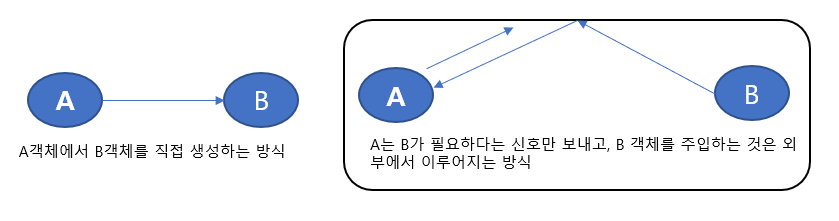 A
B
A객체에서 B객체를 직접 생성하는 방식
A
B
A는 B가 필요하다는 신호만 보내고, B 객체를 주입하는 것은 외
부에서 이루어지는 방식